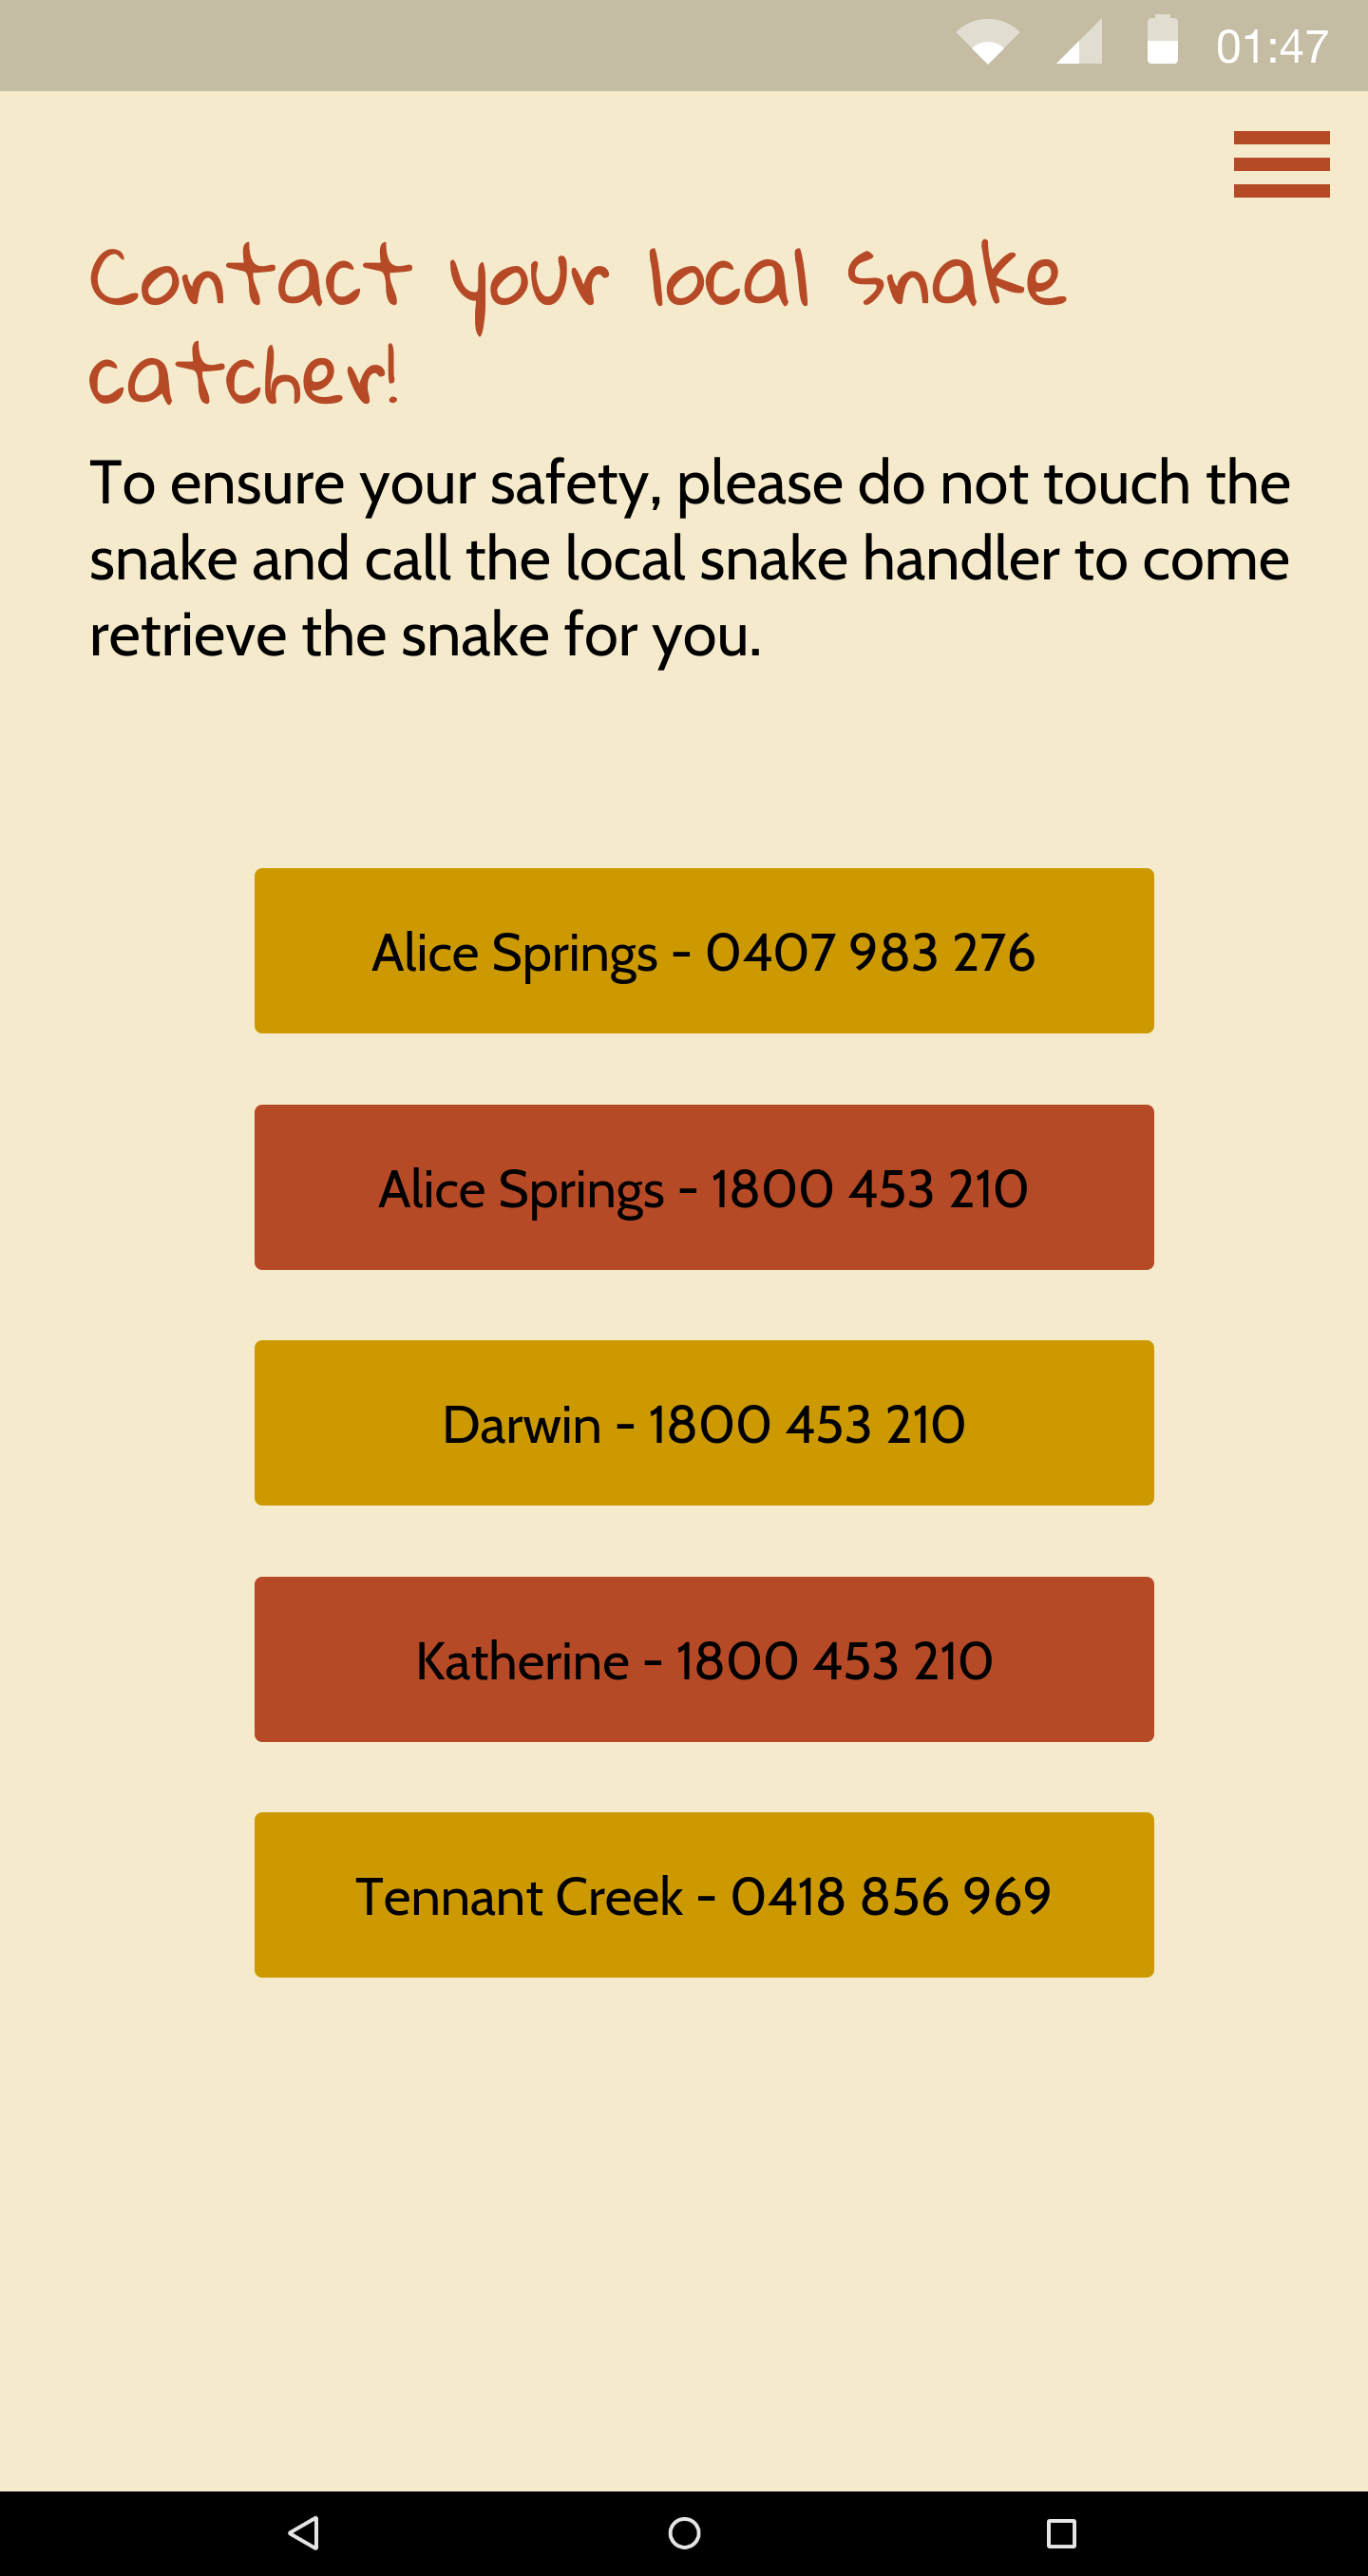 01:47
Contact your local snake
catcher!
To ensure your safety, please do not touch the
snake and call the local snake handler to come
retrieve the snake for you.
Alice Springs - 0407 983 276
Alice Springs - 1800 453 210
Darwin - 1800 453 210
Katherine - 1800 453 210
Tennant Creek - 0418 856 969